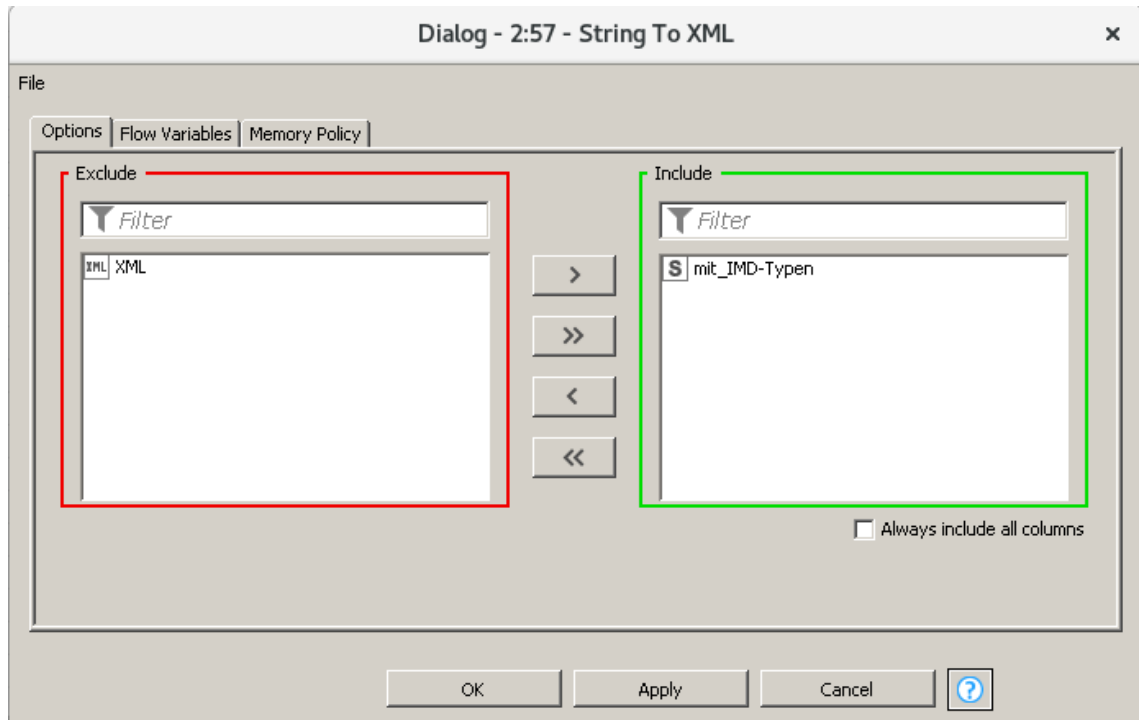 Dialog - 2:57 - String To XML
×
File
Options
Flow Variables
Memory Policy
Exclude
Filter
XML XML
>
>>
<
<<
Include
Filter
S mit_IMD-Typen
Always include all columns
OK
Apply
Cancel
?